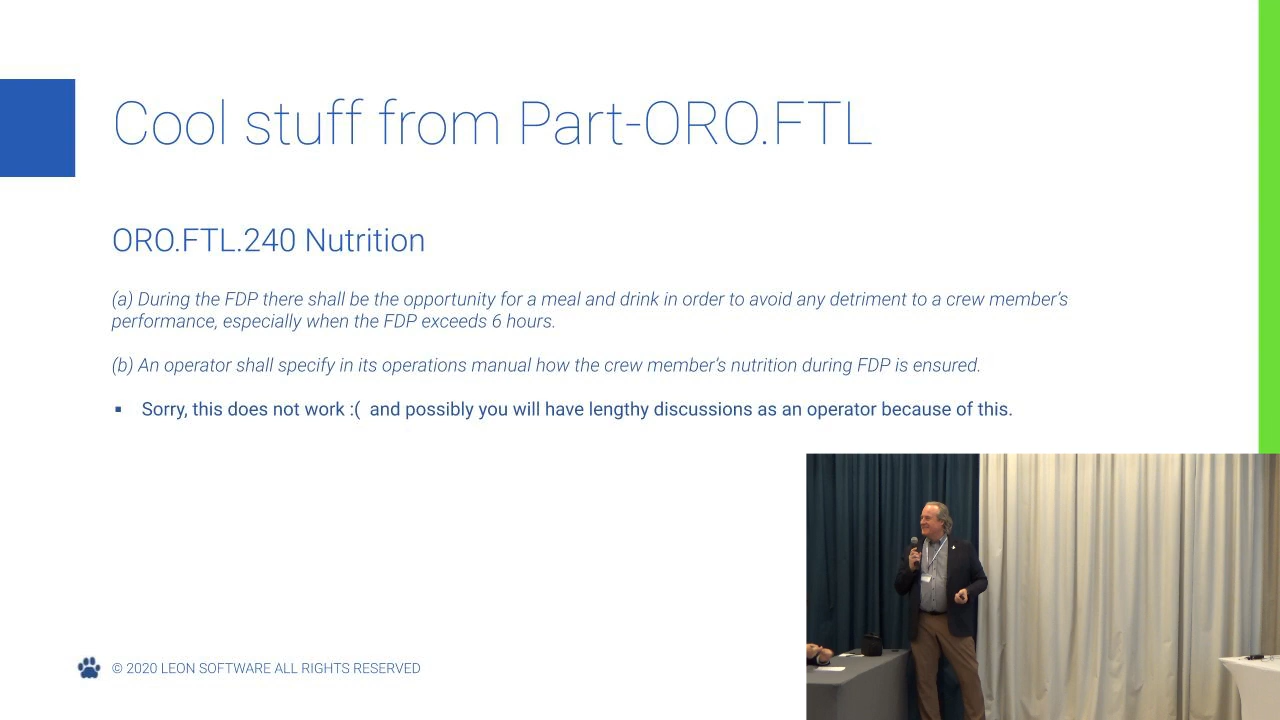 Cool stuff from Part-ORO.FTL
ORO.FTL.240 Nutrition
(a) During the FDP there shall be the opportunity for a meal and drink in order to avoid any detriment to a crew member’s
performance, especially when the FDP exceeds 6 hours.
(b) An operator shall specify in its operations manual how the crew member’s nutrition during FDP is ensured.
▪ Sorry, this does not work :(  and possibly you will have lengthy discussions as an operator because of this.
© 2020 LEON SOFTWARE ALL RIGHTS RESERVED